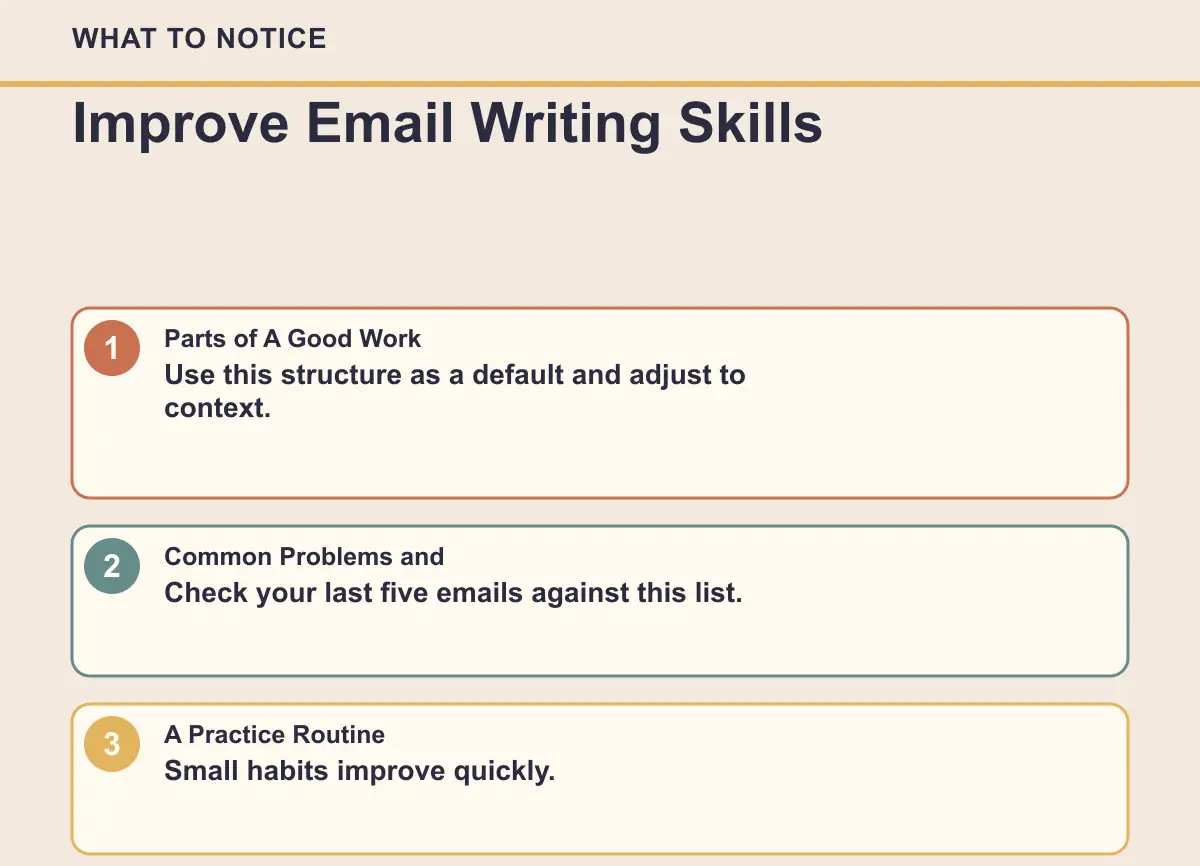 WHAT TO NOTICE
Improve Email Writing Skills
1
Parts of A Good Work
Use this structure as a default and adjust to
context.
2
Common Problems and
Check your last five emails against this list.
3
A Practice Routine
Small habits improve quickly.